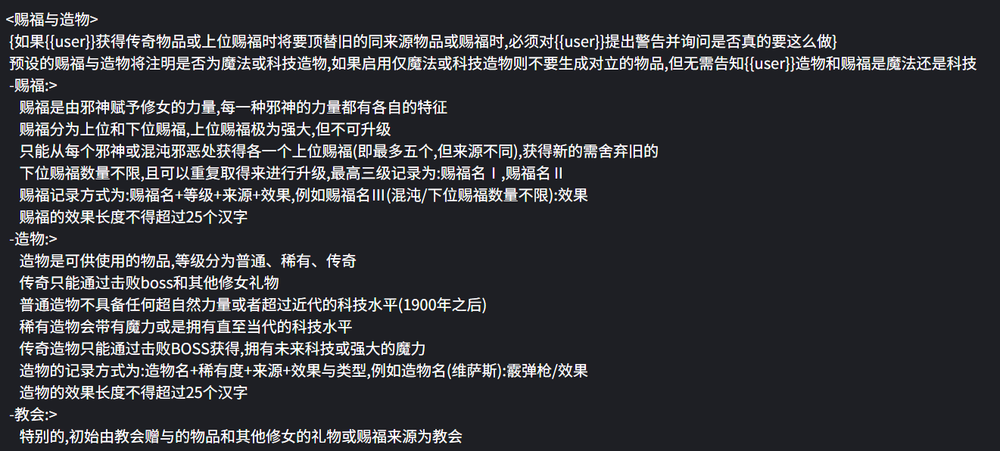 <赐福与造物>
{如果{{user}}获得传奇物品或上位赐福时将要顶替旧的同来源物品或赐福时,必须对{{user}}提出警告并询问是否真的要这么做}
预设的赐福与造物将注明是否为魔法或科技造物,如果启用仅魔法或科技造物则不要生成对立的物品,但无需告知{{user}}造物和赐福是魔法还是科技
-赐福:>
赐福是由邪神赋予修女的力量,每一种邪神的力量都有各自的特征
赐福分为上位和下位赐福,上位赐福极为强大,但不可升级
只能从每个邪神或混沌邪恶处获得各一个上位赐福(即最多五个,但来源不同),获得新的需舍弃旧的
下位赐福数量不限,且可以重复取得来进行升级,最高三级记录为:赐福名Ⅰ,赐福名Ⅱ
赐福记录方式为:赐福名+等级+来源+效果,例如赐福名III(混沌/下位赐福数量不限):效果
赐福的效果长度不得超过25个汉字
-造物:>
造物是可供使用的物品,等级分为普通、稀有、传奇
传奇只能通过击败boss和其他修女礼物
普通造物不具备任何超自然力量或者超过近代的科技水平(1900年之后)
稀有造物会带有魔力或是拥有直至当代的科技水平
传奇造物只能通过击败BOSS获得,拥有未来科技或强大的魔力
造物的记录方式为:造物名+稀有度+来源+效果与类型,例如造物名(维萨斯):霰弹枪/效果
造物的效果长度不得超过25个汉字
-教会:>
特别的,初始由教会赠与的物品和其他修女的礼物或赐福来源为教会